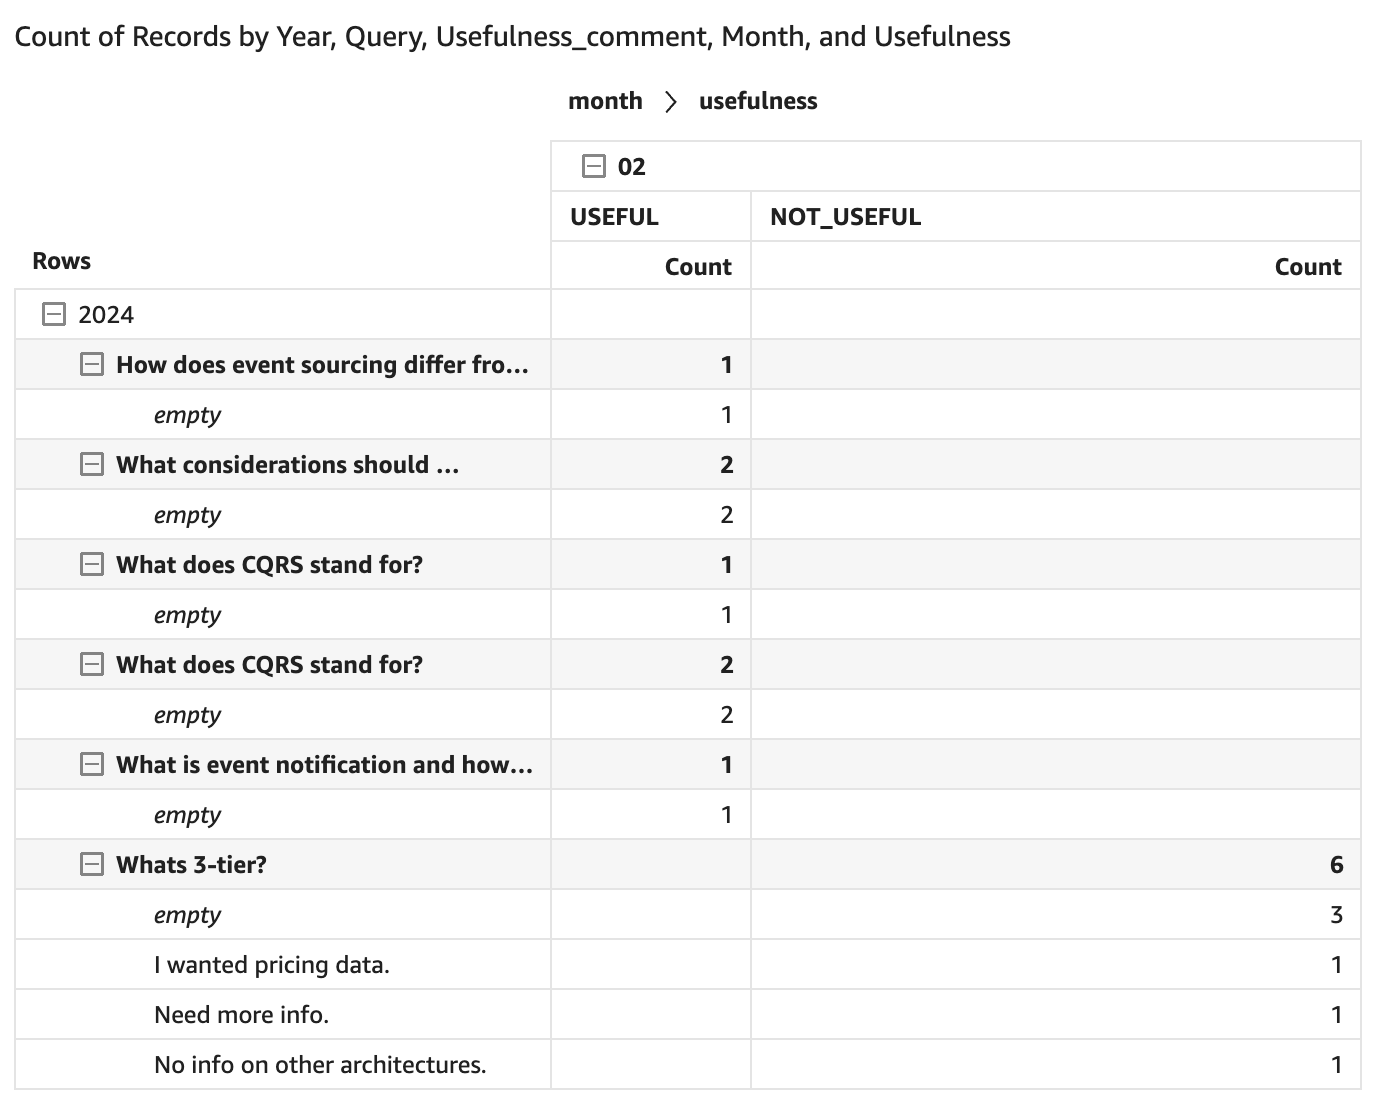 Count of Records by Year, Query, Usefulness_comment, Month, and Usefulness
month > usefulness
02
USEFUL NOT_USEFUL
Rows Count Count
2024
How does event sourcing differ fro... 1
empty 1
What considerations should ... 2
empty 2
What does CQRS stand for? 1
empty 1
What does CQRS stand for? 2
empty 2
What is event notification and how... 1
empty 1
Whats 3-tier? 6
empty 3
I wanted pricing data. 1
Need more info. 1
No info on other architectures. 1